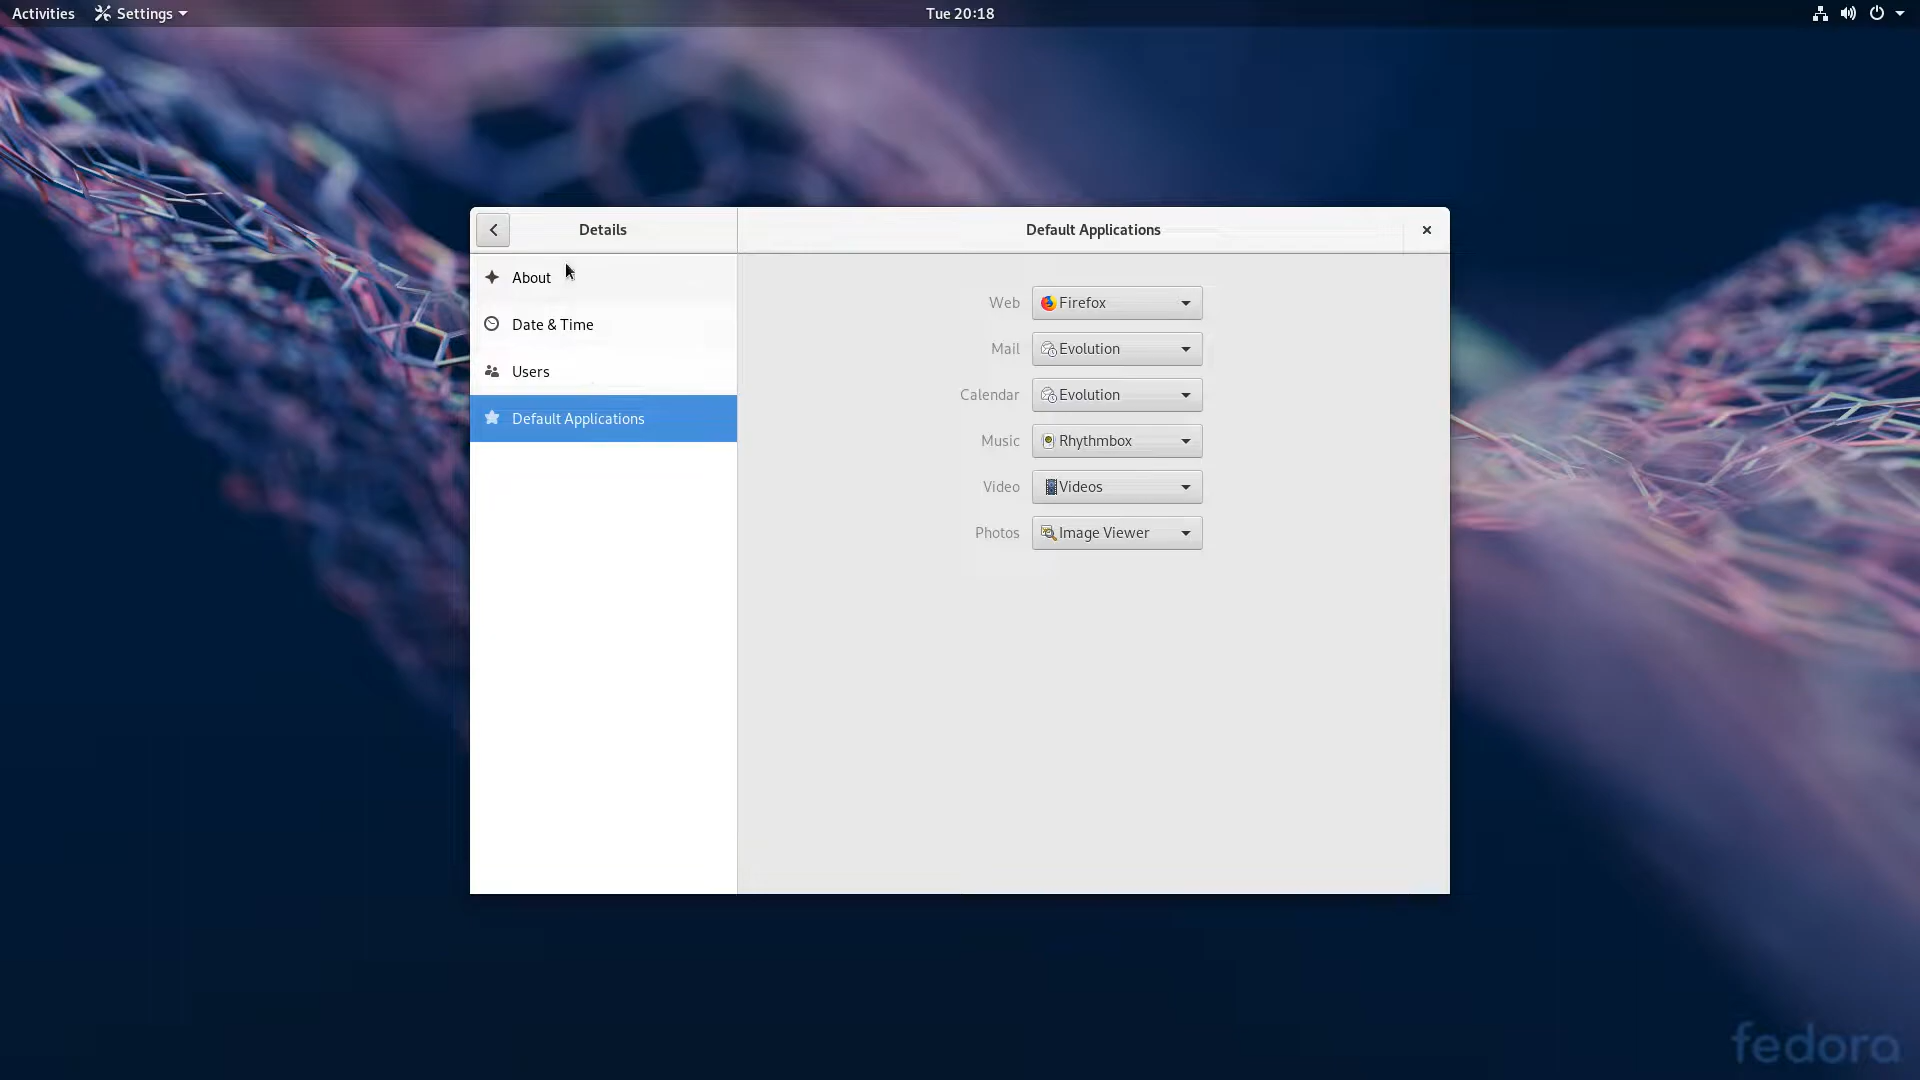 Activities Settings Tue 20:18
Details Default Applications
About
Date & Time
Users
Default Applications
Web Firefox
Mail Evolution
Calendar Evolution
Music Rhythmbox
Video Videos
Photos Image Viewer
fedora